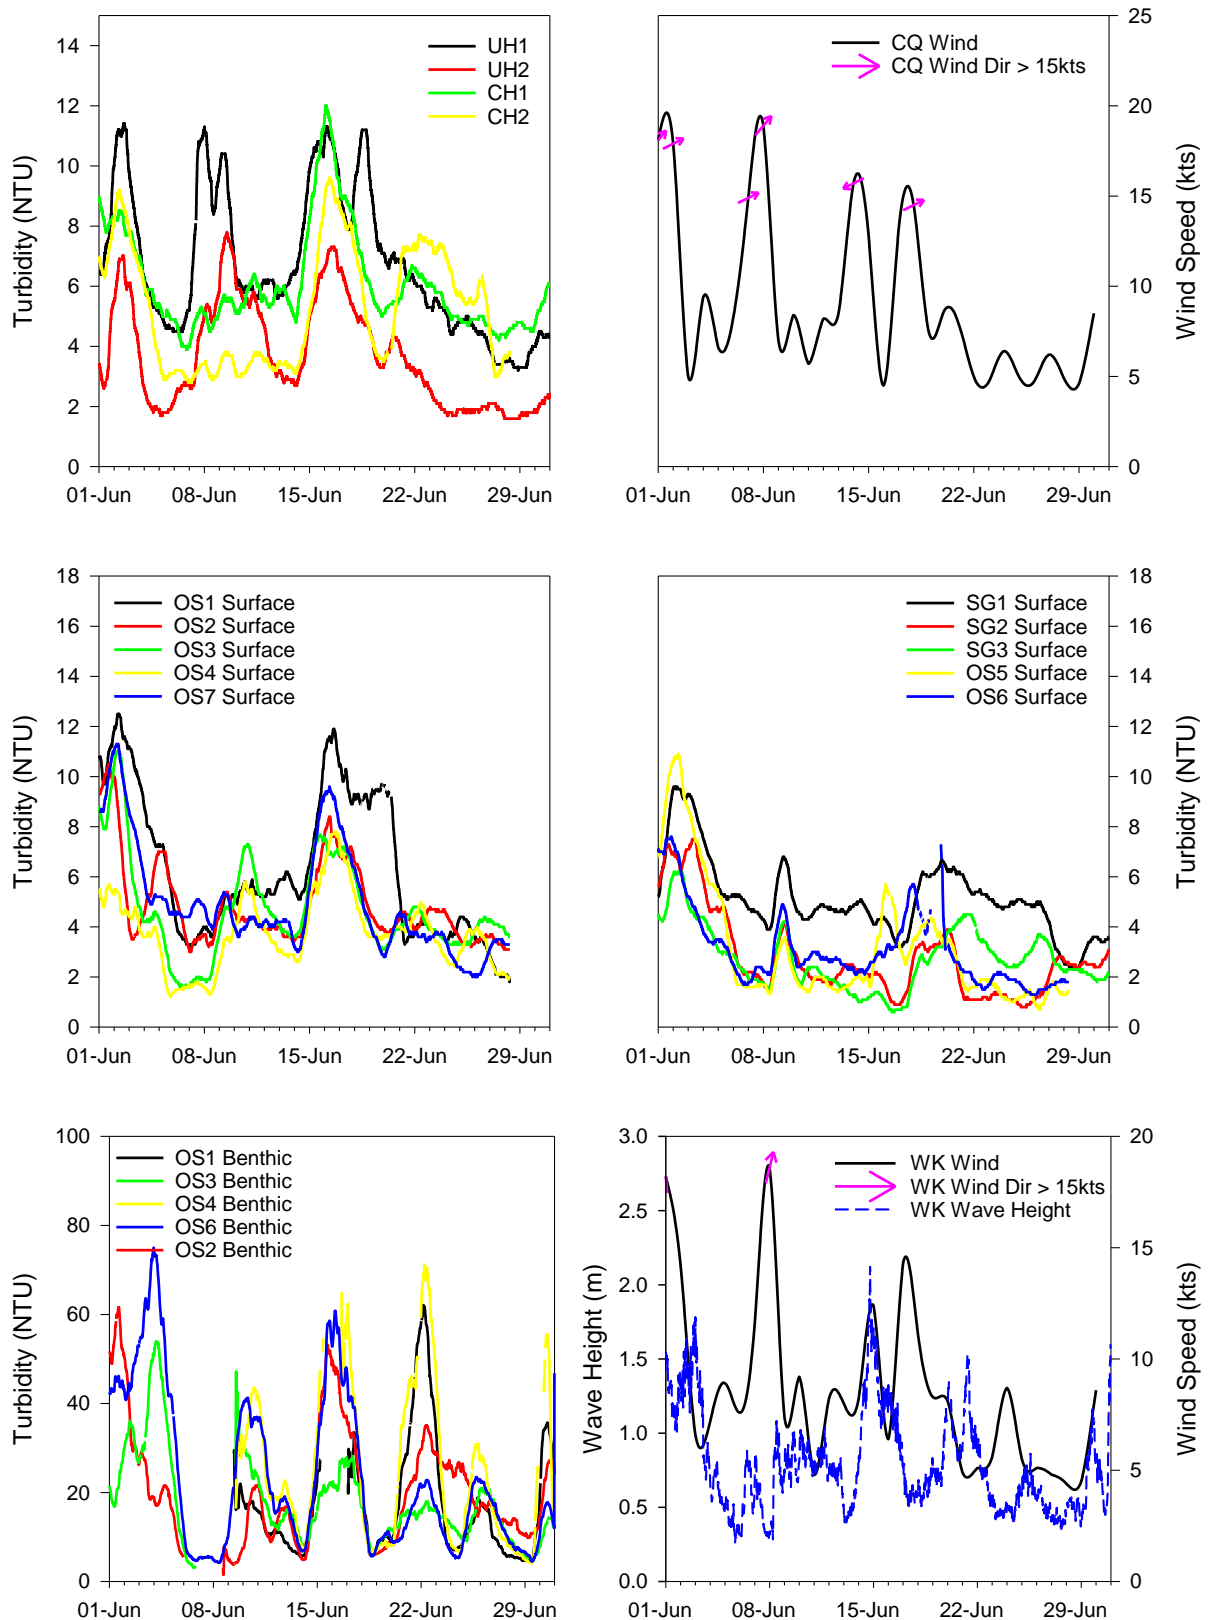 14
12
10
8
6
4
2
0
Turbidity (NTU)
UH1
UH2
CH1
CH2
01-Jun 08-Jun 15-Jun 22-Jun 29-Jun
CQ Wind
CQ Wind Dir > 15kts
25
20
15
10
5
0
Wind Speed (kts)
01-Jun 08-Jun 15-Jun 22-Jun 29-Jun
18
16
14
12
10
8
6
4
2
0
Turbidity (NTU)
OS1 Surface
OS2 Surface
OS3 Surface
OS4 Surface
OS7 Surface
01-Jun 08-Jun 15-Jun 22-Jun 29-Jun
SG1 Surface
SG2 Surface
SG3 Surface
OS5 Surface
OS6 Surface
18
16
14
12
10
8
6
4
2
0
Turbidity (NTU)
01-Jun 08-Jun 15-Jun 22-Jun 29-Jun
100
80
60
40
20
0
Turbidity (NTU)
OS1 Benthic
OS3 Benthic
OS4 Benthic
OS6 Benthic
OS2 Benthic
01-Jun 08-Jun 15-Jun 22-Jun 29-Jun
3.0
2.5
2.0
1.5
1.0
0.5
0.0
Wave Height (m)
WK Wind
WK Wind Dir > 15kts
WK Wave Height
20
15
10
5
0
Wind Speed (kts)
01-Jun 08-Jun 15-Jun 22-Jun 29-Jun